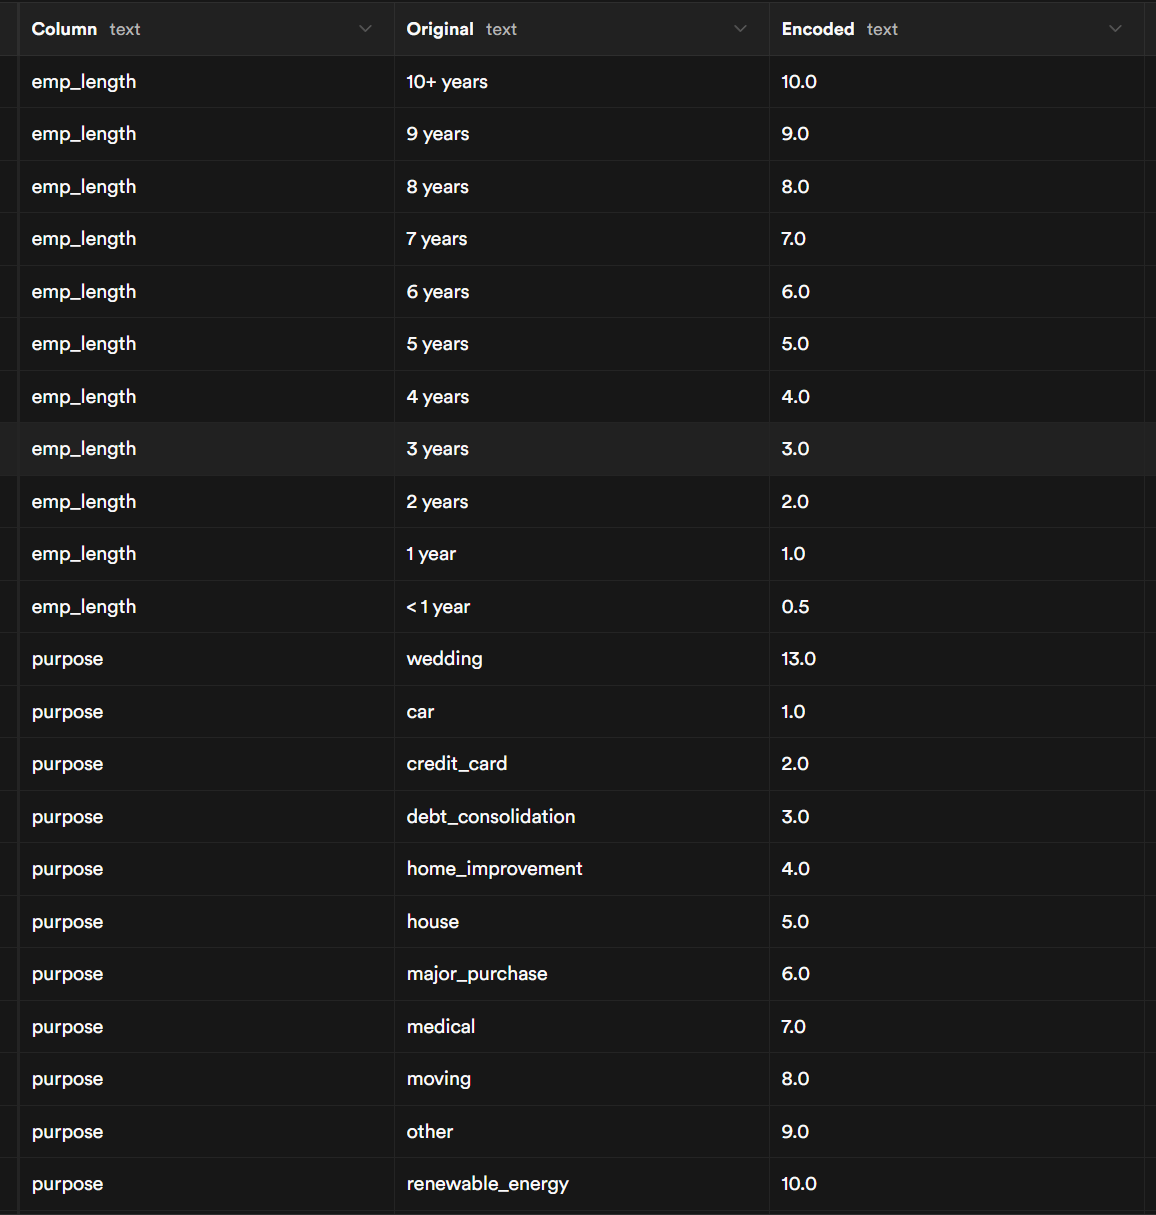 Column text Original text Encoded text
emp_length 10+ years 10.0
emp_length 9 years 9.0
emp_length 8 years 8.0
emp_length 7 years 7.0
emp_length 6 years 6.0
emp_length 5 years 5.0
emp_length 4 years 4.0
emp_length 3 years 3.0
emp_length 2 years 2.0
emp_length 1 year 1.0
emp_length < 1 year 0.5
purpose wedding 13.0
purpose car 1.0
purpose credit_card 2.0
purpose debt_consolidation 3.0
purpose home_improvement 4.0
purpose house 5.0
purpose major_purchase 6.0
purpose medical 7.0
purpose moving 8.0
purpose other 9.0
purpose renewable_energy 10.0